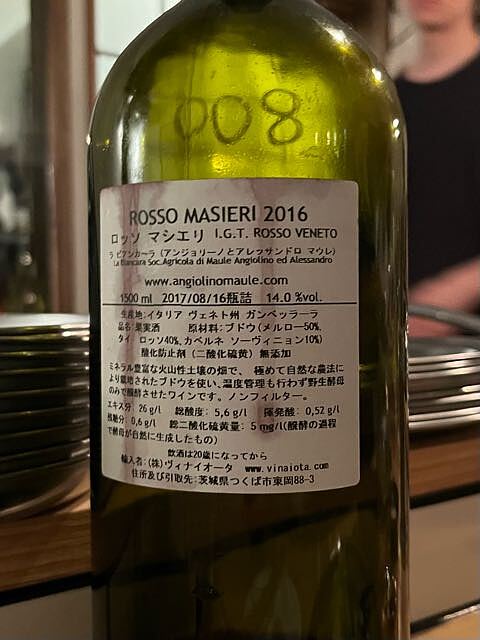 008
ROSSO MASIERI 2016
ロッソ マシエリ I.G.T. ROSSO VENETO
ラ ビアンカーラ (アンジョリーノとアレッサンドロ マウレ)
La Biancara Soc.Agricola di Maule Angiolino ed Alessandro
www.angiolinomaule.com
1500 ml 2017/08/16瓶詰 14.0 %vol.
生産地:イタリア ヴェネト州 ガンベッラーラ
品名:果実酒 原材料:ブドウ(メルロー50%,
タイ ロッソ40%,カベルネ ソーヴィニョン10%)
酸化防止剤 (二酸化硫黄) 無添加
ミネラル豊富な火山性土壌の畑で、 極めて自然な農法に
より栽培されたブドウを使い､温度管理も行わず野生酵母
のみで醗酵させたワインです。ノンフィルター。
エキス分: 26 g/l 総酸度: 5,6 g/l 揮発酸: 0,52 g/l
残糖分: 0,6 g/l 総二酸化硫黄量: 5 mg/l(醗酵の過程
で酵母が自然に生成したもの)
飲酒は20歳になってから
輸入者:(株)ヴィナイオータ www.vinaiota.com
住所及び引取先:茨城県つくば市東岡88-3